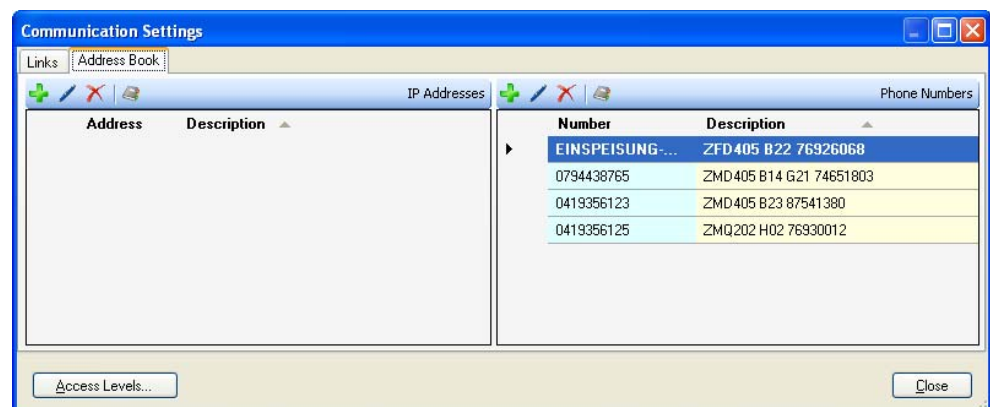 Communication Settings
Links Address Book
IP Addresses
Address Description
Phone Numbers
Number Description
EINSPEISUNG-... ZFD405 B22 76926068
0794438765 ZMD405 B14 G21 74651803
0419356123 ZMD405 B23 87541380
0419356125 ZMQ202 H02 76930012
Access Levels... Close